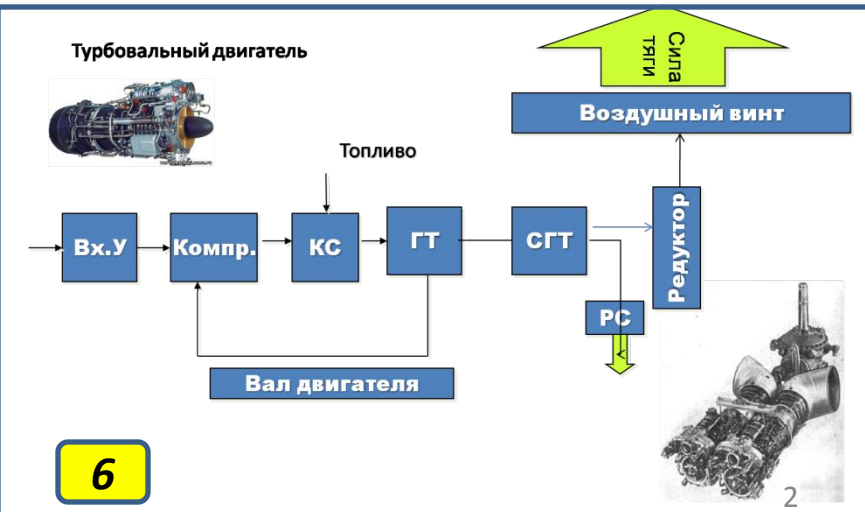 Турбовальный двигатель
Сила
тяги
Воздушный винт
Топливо
Вх.У
Компр.
КС
ГТ
СГТ
Редуктор
РС
Вал двигателя
6
2